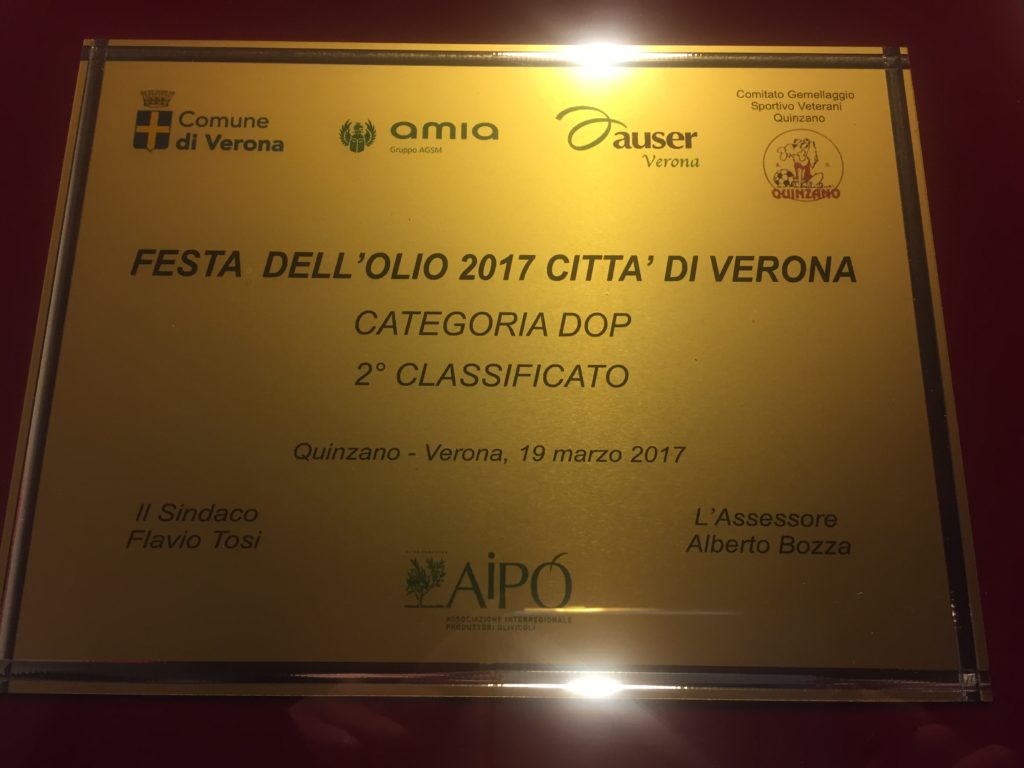 Comune
di Verona
amia
Gruppo AGSM
auser
Verona
Comitato Gemellaggio
Sportivo Veterani
Quinzano
QUINZANO
FESTA DELL'OLIO 2017 CITTA' DI VERONA
CATEGORIA DOP
2° CLASSIFICATO
Quinzano - Verona, 19 marzo 2017
Il Sindaco
Flavio Tosi
L'Assessore
Alberto Bozza
AIPÓ
ASSOCIAZIONE INTERREGIONALE
PRODUTTORI OLIVICOLI